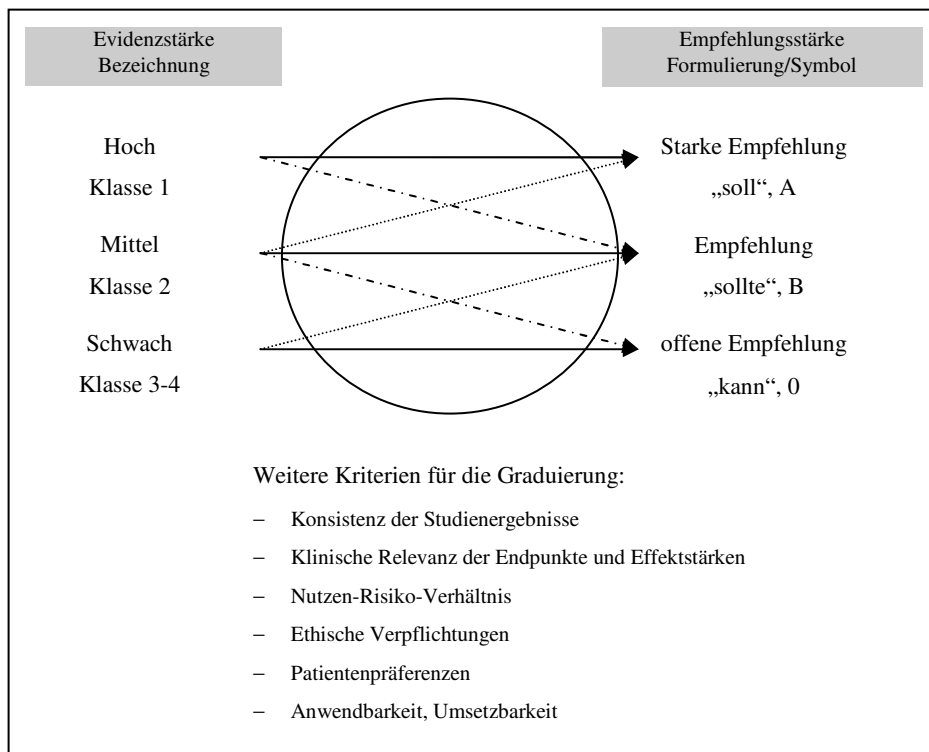 Evidenzstärke
Bezeichnung
Empfehlungsstärke
Formulierung/Symbol
Hoch
Klasse 1
Starke Empfehlung
„soll“, A
Mittel
Klasse 2
Empfehlung
„sollte“, B
Schwach
Klasse 3-4
offene Empfehlung
„kann“, 0
Weitere Kriterien für die Graduierung:
– Konsistenz der Studienergebnisse
– Klinische Relevanz der Endpunkte und Effektstärken
– Nutzen-Risiko-Verhältnis
– Ethische Verpflichtungen
– Patientenpräferenzen
– Anwendbarkeit, Umsetzbarkeit